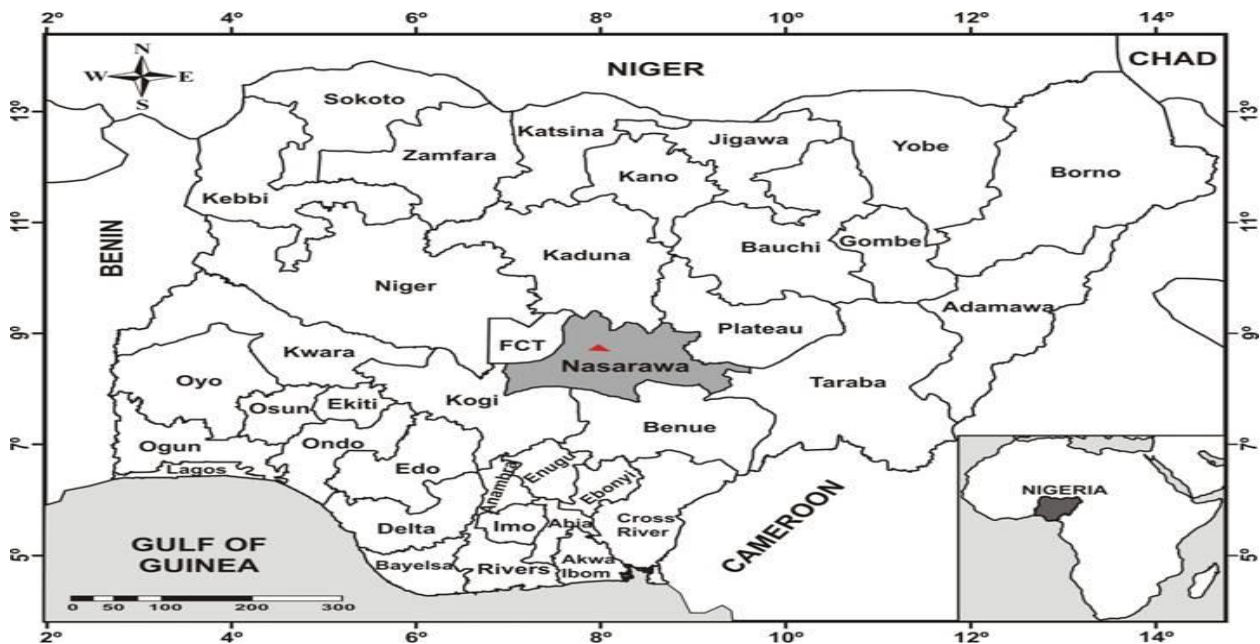 2° 4° 6° 8° 10° 12° 14°
N
W E
S
NIGER
CHAD
13° 13°
Sokoto
Katsina
Jigawa
Yobe
Zamfara
Kano
Borno
Kebbi
11° 11°
BENIN
Kaduna
Bauchi
Gombe
Niger
Adamawa
9° 9°
Plateau
FCT
Kwara
Nasarawa
Oyo
Taraba
Kogi
Osun
Ekiti
Benue
Ogun
Ondo
7° 7°
Lagos
Edo
Anambra
Enugu
Ebonyi
NIGERIA
Delta
Imo
Abia
Cross
River
CAMEROON
GULF OF
GUINEA
5° 5°
Bayelsa
Rivers
Akwa
Ibom
0 50 100 200 300
2° 4° 6° 8° 10° 12° 14°